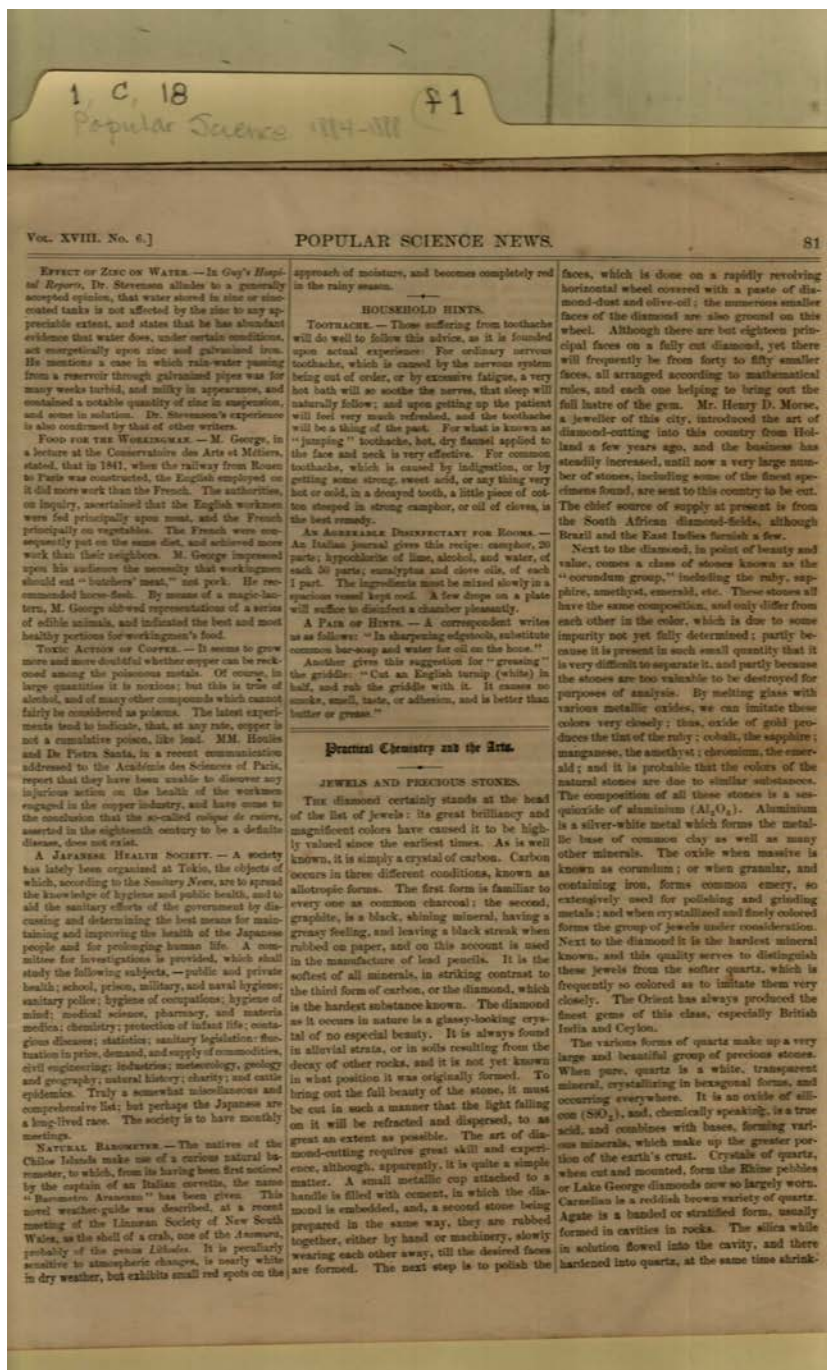 1, C, 18
f1
Popular Science 1884-1888
VOL. XVIII. No. 6.]
POPULAR SCIENCE NEWS.
81
EFFECT OF ZINC ON WATER. — In Guy's Hospi-
tal Reports, Dr. Stevenson alludes to a generally
accepted opinion, that water stored in zinc or zinc-
coated tanks is not affected by the zinc to any ap-
preciable extent, and states that he has abundant
evidence that water does, under certain conditions,
act energetically upon zinc and galvanized iron.
He mentions a case in which rain-water passing
from a reservoir through galvanized pipes was for
many weeks turbid, and milky in appearance, and
contained a notable quantity of zinc in suspension,
and some in solution. Dr. Stevenson's experience
is also confirmed by that of other writers.
FOOD FOR THE WORKINGMAN. — M. George, in
a lecture at the Conservatoire des Arts et Métiers,
stated, that in 1841, when the railway from Rouen
to Paris was constructed, the English employed on
it did more work than the French. The authorities,
on inquiry, ascertained that the English workmen
were fed principally upon meat, and the French
principally on vegetables. The French were con-
sequently put on the same diet, and achieved more
work than their neighbors. M. George impressed
upon his audience the necessity that workingmen
should eat "butchers' meat," not pork. He rec-
ommended horse-flesh. By means of a magic-lan-
tern, M. George showed representations of a series
of edible animals, and indicated the best and most
healthy portions for workingmen's food.
TOXIC ACTION OF COPPER. — It seems to grow
more and more doubtful whether copper can be reck-
oned among the poisonous metals. Of course, in
large quantities it is noxious; but this is true of
alcohol, and of many other compounds which cannot
fairly be considered as poisons. The latest experi-
ments tend to indicate, that, at any rate, copper is
not a cumulative poison, like lead. MM. Houlès
and De Pietra Santa, in a recent communication
addressed to the Académie des Sciences of Paris,
report that they have been unable to discover any
injurious action on the health of the workmen
engaged in the copper industry, and have come to
the conclusion that the so-called colique de cuivre,
asserted in the eighteenth century to be a definite
disease, does not exist.
A JAPANESE HEALTH SOCIETY. — A society
has lately been organized at Tokio, the objects of
which, according to the Sanitary News, are to spread
the knowledge of hygiene and public health, and to
aid the sanitary efforts of the government by dis-
cussing and determining the best means for main-
taining and improving the health of the Japanese
people and for prolonging human life. A com-
mittee for investigations is provided, which shall
study the following subjects, — public and private
health; school, prison, military, and naval hygiene;
sanitary police; hygiene of occupations; hygiene of
mind; medical science, pharmacy, and materia
medica; chemistry; protection of infant life; conta-
gious diseases; statistics; sanitary legislation; fluc-
tuation in price, demand, and supply of commodities,
civil engineering; industries; meteorology, geology
and geography; natural history; charity; and cattle
epidemics. Truly a somewhat miscellaneous and
comprehensive list; but perhaps the Japanese are
a long-lived race. The society is to have monthly
meetings.
NATURAL BAROMETER. — The natives of the
Chiloe Islands make use of a curious natural ba-
rometer, to which, from its having been first noticed
by the captain of an Italian corvette, the name
"Barometro Araucano" has been given. This
novel weather-guide was described, at a recent
meeting of the Linnæan Society of New South
Wales, as the shell of a crab, one of the Anomura,
probably of the genus Lithodes. It is peculiarly
sensitive to atmospheric changes, is nearly white
in dry weather, but exhibits small red spots on the
approach of moisture, and becomes completely red
in the rainy season.
HOUSEHOLD HINTS.
TOOTHACHE. — Those suffering from toothache
will do well to follow this advice, as it is founded
upon actual experience: For ordinary nervous
toothache, which is caused by the nervous system
being out of order, or by excessive fatigue, a very
hot bath will so soothe the nerves, that sleep will
naturally follow; and upon getting up the patient
will feel very much refreshed, and the toothache
will be a thing of the past. For what is known as
"jumping" toothache, hot, dry flannel applied to
the face and neck is very effective. For common
toothache, which is caused by indigestion, or by
getting some strong, sweet acid, or any thing very
hot or cold, in a decayed tooth, a little piece of cot-
ton steeped in strong camphor, or oil of cloves, is
the best remedy.
AN AGREEABLE DISINFECTANT FOR ROOMS. —
An Italian journal gives this recipe: camphor, 20
parts; hypochlorite of lime, alcohol, and water, of
each 50 parts; eucalyptus and clove oils, of each
1 part. The ingredients must be mixed slowly in a
spacious vessel kept cool. A few drops on a plate
will suffice to disinfect a chamber pleasantly.
A PAIR OF HINTS. — A correspondent writes
us as follows: "In sharpening edgetools, substitute
common bar-soap and water for oil on the hone."
Another gives this suggestion for "greasing"
the griddle: "Cut an English turnip (white) in
half, and rub the griddle with it. It causes no
smoke, smell, taste, or adhesion, and is better than
butter or grease."
Practical Chemistry and the Arts.
JEWELS AND PRECIOUS STONES.
THE diamond certainly stands at the head
of the list of jewels: its great brilliancy and
magnificent colors have caused it to be high-
ly valued since the earliest times. As is well
known, it is simply a crystal of carbon. Carbon
occurs in three different conditions, known as
allotropic forms. The first form is familiar to
every one as common charcoal; the second,
graphite, is a black, shining mineral, having a
greasy feeling, and leaving a black streak when
rubbed on paper, and on this account is used
in the manufacture of lead pencils. It is the
softest of all minerals, in striking contrast to
the third form of carbon, or the diamond, which
is the hardest substance known. The diamond
as it occurs in nature is a glassy-looking crys-
tal of no especial beauty. It is always found
in alluvial strata, or in soils resulting from the
decay of other rocks, and it is not yet known
in what position it was originally formed. To
bring out the full beauty of the stone, it must
be cut in such a manner that the light falling
on it will be refracted and dispersed, to as
great an extent as possible. The art of dia-
mond-cutting requires great skill and experi-
ence, although, apparently, it is quite a simple
matter. A small metallic cup attached to a
handle is filled with cement, in which the dia-
mond is embedded, and, a second stone being
prepared in the same way, they are rubbed
together, either by hand or machinery, slowly
wearing each other away, till the desired faces
are formed. The next step is to polish the
faces, which is done on a rapidly revolving
horizontal wheel covered with a paste of dia-
mond-dust and olive-oil; the numerous smaller
faces of the diamond are also ground on this
wheel. Although there are but eighteen prin-
cipal faces on a fully cut diamond, yet there
will frequently be from forty to fifty smaller
faces, all arranged according to mathematical
rules, and each one helping to bring out the
full lustre of the gem. Mr. Henry D. Morse,
a jeweller of this city, introduced the art of
diamond-cutting into this country from Hol-
land a few years ago, and the business has
steadily increased, until now a very large num-
ber of stones, including some of the finest spe-
cimens found, are sent to this country to be cut.
The chief source of supply at present is from
the South African diamond-fields, although
Brazil and the East Indies furnish a few.
Next to the diamond, in point of beauty and
value, comes a class of stones known as the
"corundum group," including the ruby, sap-
phire, amethyst, emerald, etc. These stones all
have the same composition, and only differ from
each other in the color, which is due to some
impurity not yet fully determined; partly be-
cause it is present in such small quantity that it
is very difficult to separate it, and partly because
the stones are too valuable to be destroyed for
purposes of analysis. By melting glass with
various metallic oxides, we can imitate these
colors very closely; thus, oxide of gold pro-
duces the tint of the ruby; cobalt, the sapphire;
manganese, the amethyst; chromium, the emer-
ald; and it is probable that the colors of the
natural stones are due to similar substances.
The composition of all these stones is a ses-
quioxide of aluminium (Al₂O₃). Aluminium
is a silver-white metal which forms the metal-
lic base of common clay as well as many
other minerals. The oxide when massive is
known as corundum; or when granular, and
containing iron, forms common emery, so
extensively used for polishing and grinding
metals; and when crystallized and finely colored
forms the group of jewels under consideration.
Next to the diamond it is the hardest mineral
known, and this quality serves to distinguish
these jewels from the softer quartz, which is
frequently so colored as to imitate them very
closely. The Orient has always produced the
finest gems of this class, especially British
India and Ceylon.
The various forms of quartz make up a very
large and beautiful group of precious stones.
When pure, quartz is a white, transparent
mineral, crystallizing in hexagonal forms, and
occurring everywhere. It is an oxide of sili-
con (SiO₂), and, chemically speaking, is a true
acid, and combines with bases, forming vari-
ous minerals, which make up the greater por-
tion of the earth's crust. Crystals of quartz,
when cut and mounted, form the Rhine pebbles
or Lake George diamonds now so largely worn.
Carnelian is a reddish brown variety of quartz.
Agate is a banded or stratified form, usually
formed in cavities in rocks. The silica while
in solution flowed into the cavity, and there
hardened into quartz, at the same time shrink-